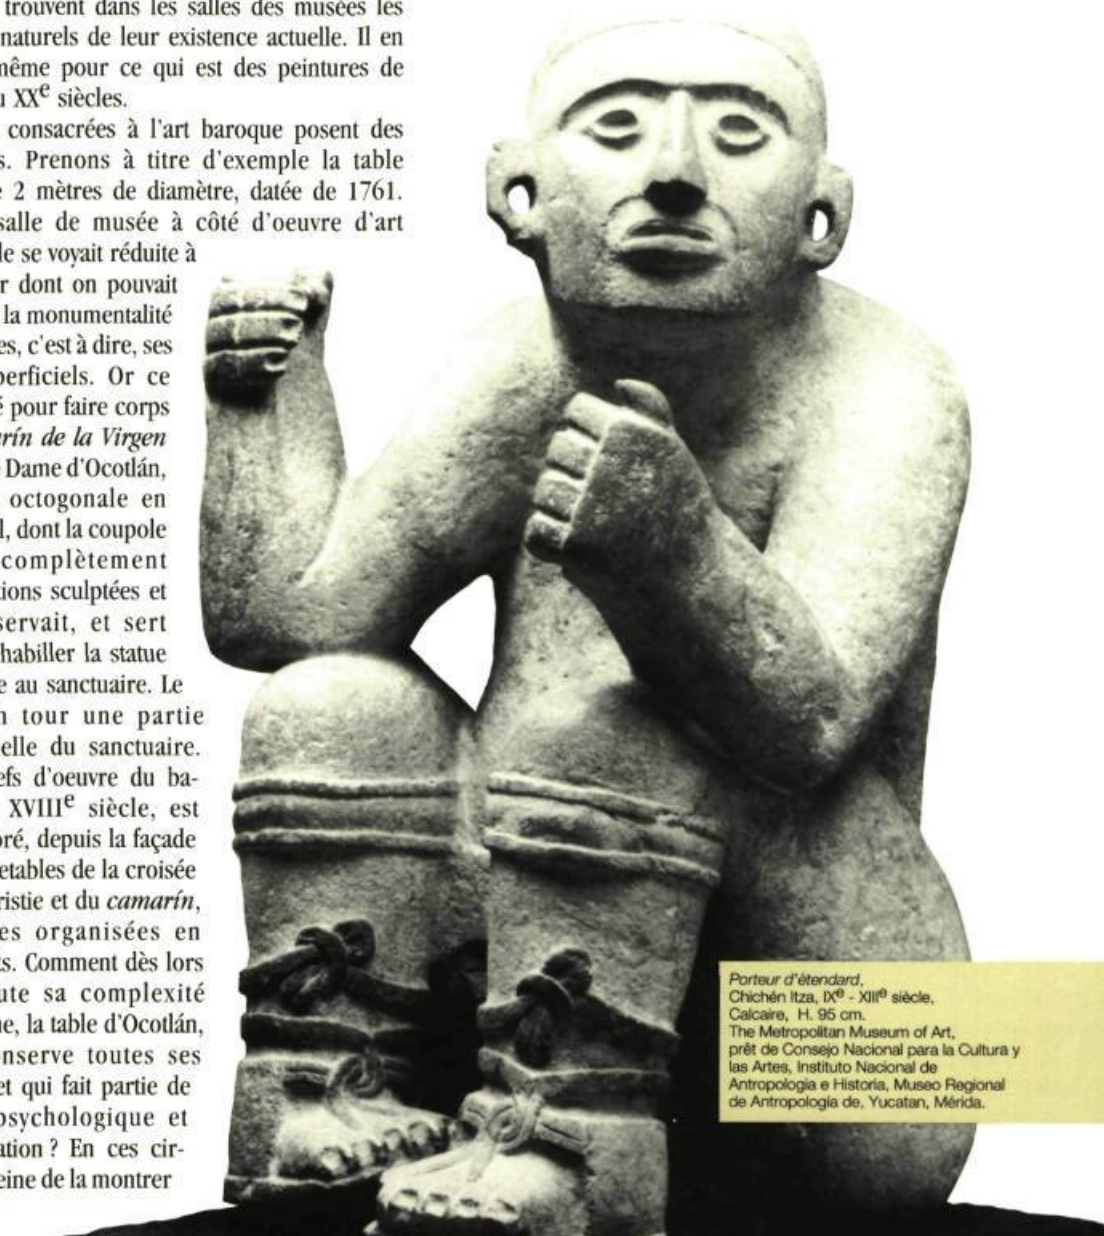 trouvent dans les salles des musées les
naturels de leur existence actuelle. Il en
même pour ce qui est des peintures de
XXe siècles.
consacrées à l'art baroque posent des
s. Prenons à titre d'exemple la table
2 mètres de diamètre, datée de 1761.
salle de musée à côté d'oeuvre d'art
le se voyait réduite à
r dont on pouvait
la monumentalité
es, c'est à dire, ses
perficiels. Or ce
é pour faire corps
arín de la Virgen
Dame d'Ocotlán,
octogonale en
l, dont la coupole
complètement
tions sculptées et
servait, et sert
habiller la statue
e au sanctuaire. Le
n tour une partie
elle du sanctuaire.
efs d'oeuvre du ba-
XVIIIe siècle, est
oré, depuis la façade
etables de la croisée
ristie et du camarín,
es organisées en
s. Comment dès lors
ute sa complexité
ne, la table d'Ocotlán,
onserve toutes ses
et qui fait partie de
psychologique et
ation ? En ces cir-
eine de la montrer
Porteur d'étendard,
Chichén Itza, IXe - XIIIe siècle,
Calcaire, H. 95 cm.
The Metropolitan Museum of Art,
prêt de Consejo Nacional para la Cultura y
las Artes, Instituto Nacional de
Antropologia e Historia, Museo Regional
de Antropologia de, Yucatan, Mérida.